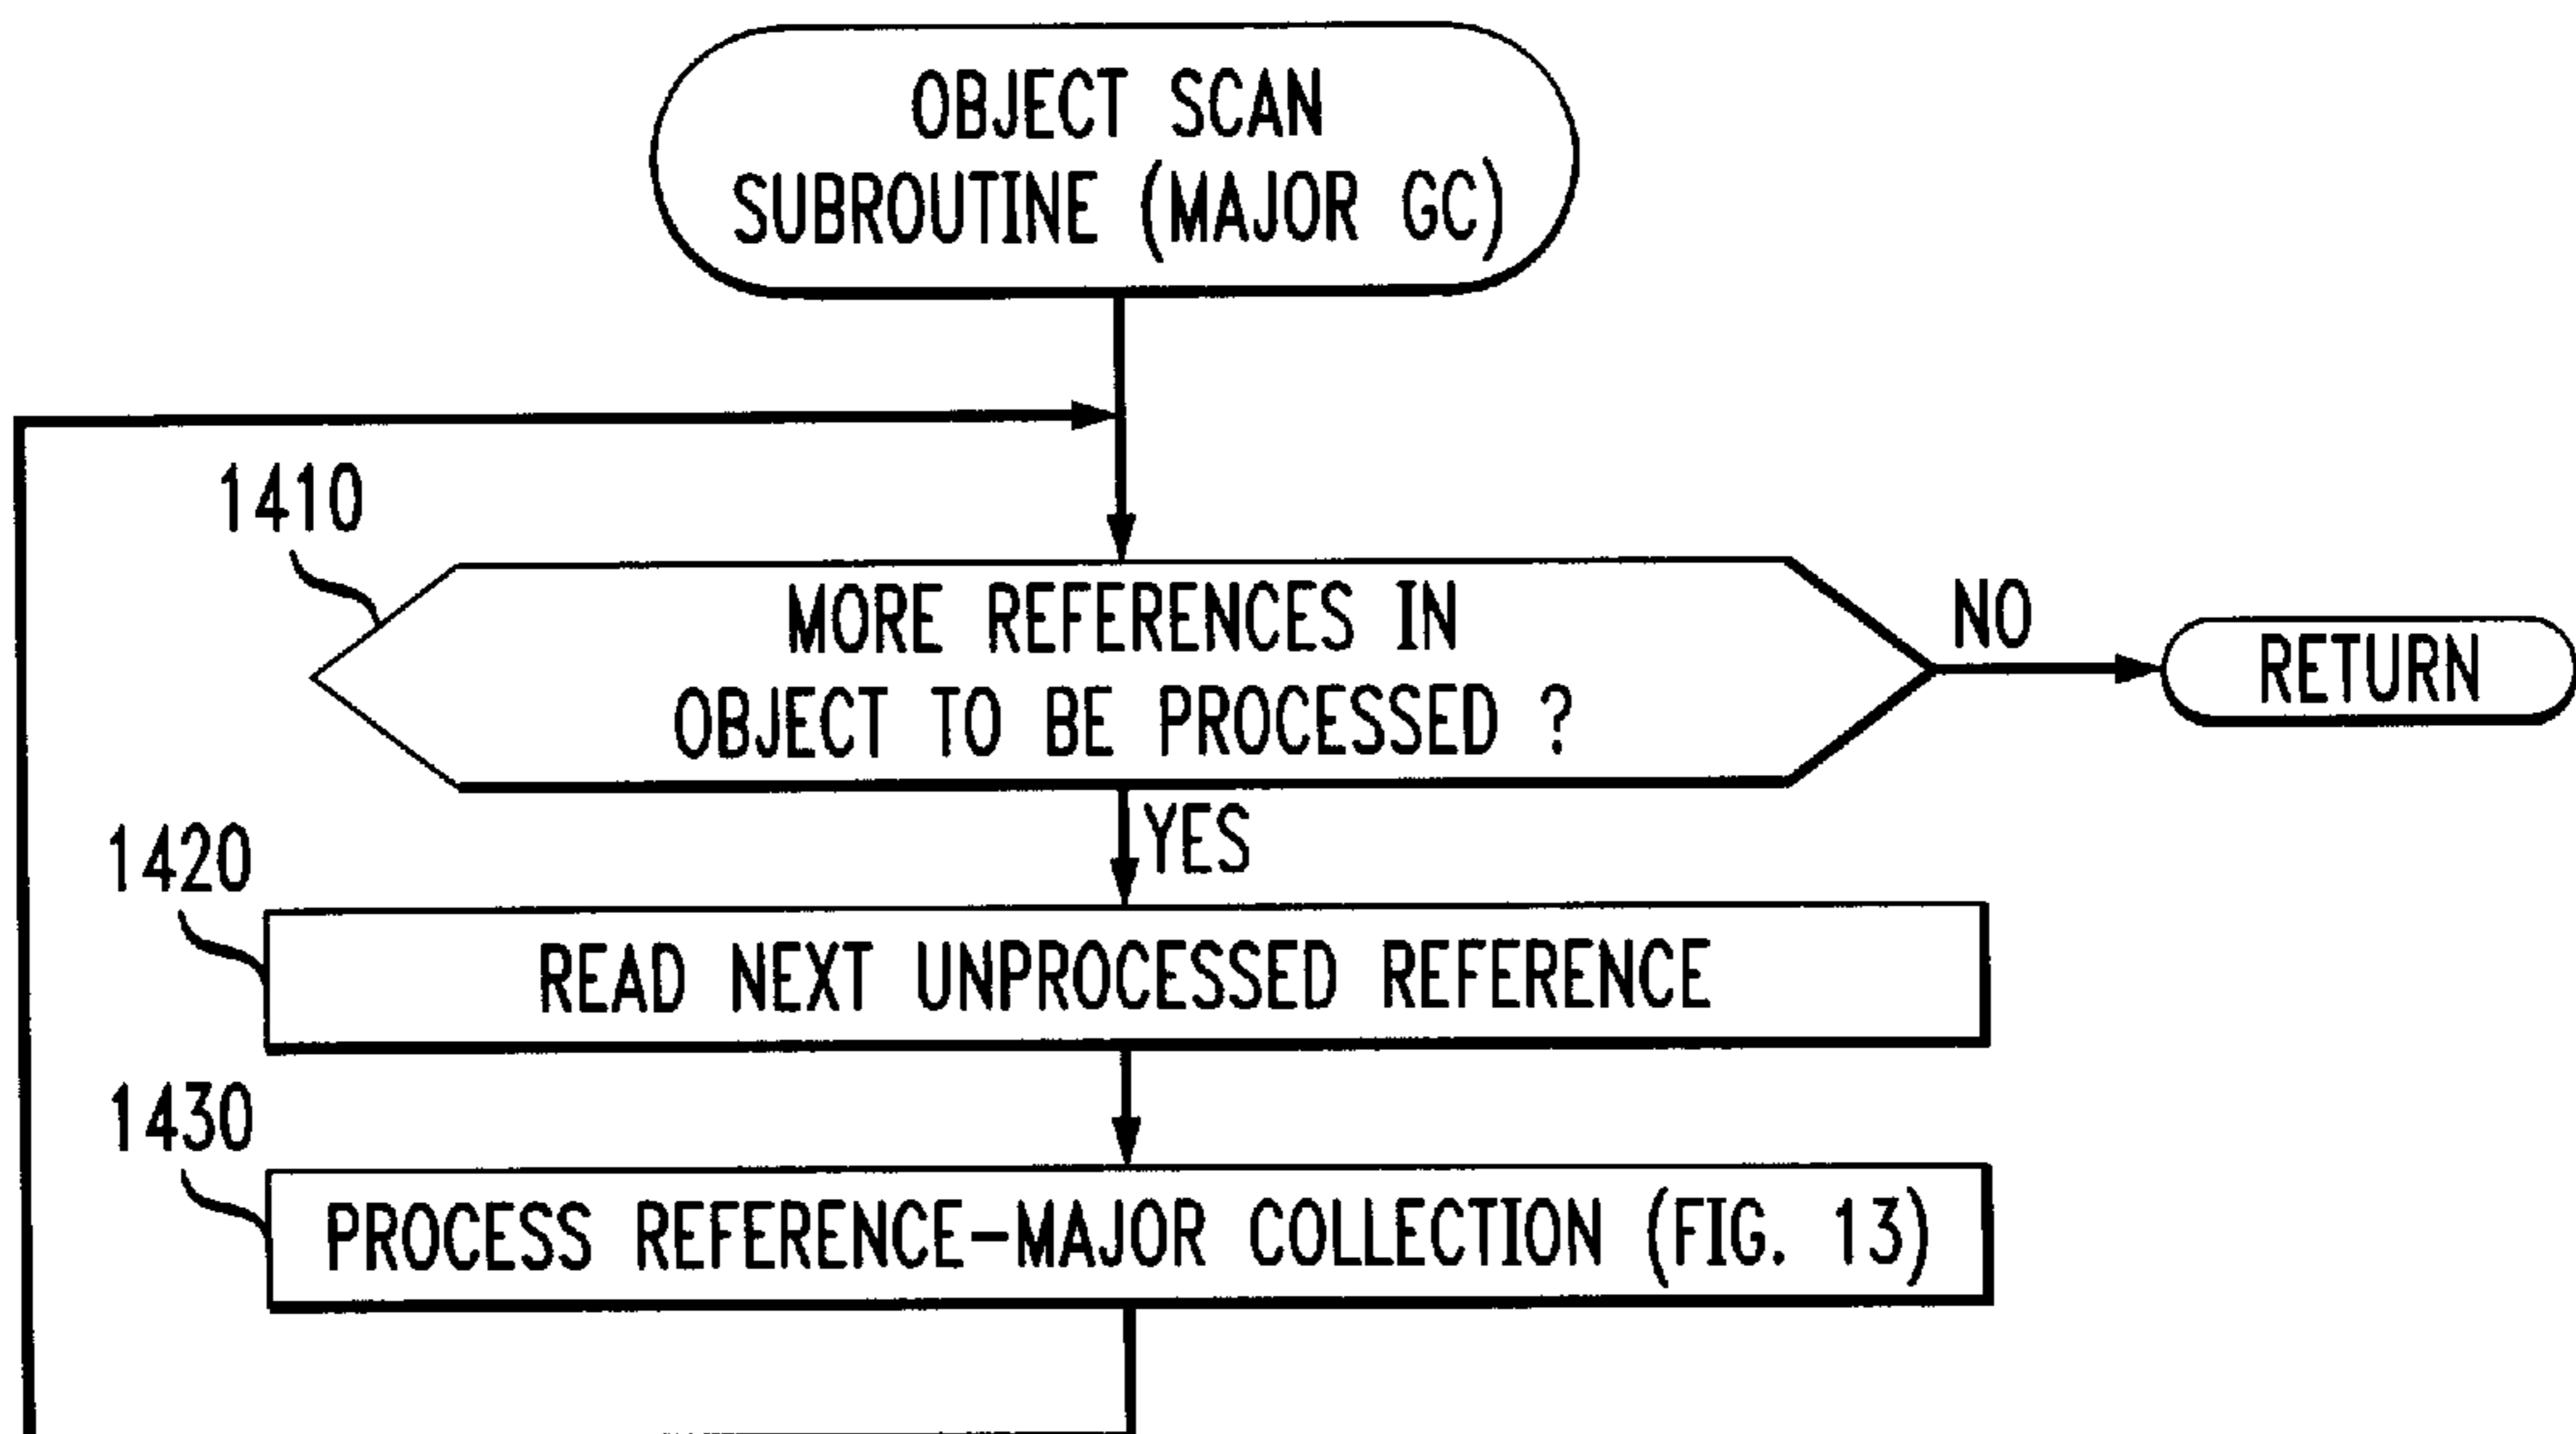 OBJECT SCAN
SUBROUTINE (MAJOR GC)
1410
MORE REFERENCES IN
OBJECT TO BE PROCESSED ?
NO
RETURN
YES
1420
READ NEXT UNPROCESSED REFERENCE
1430
PROCESS REFERENCE-MAJOR COLLECTION (FIG. 13)